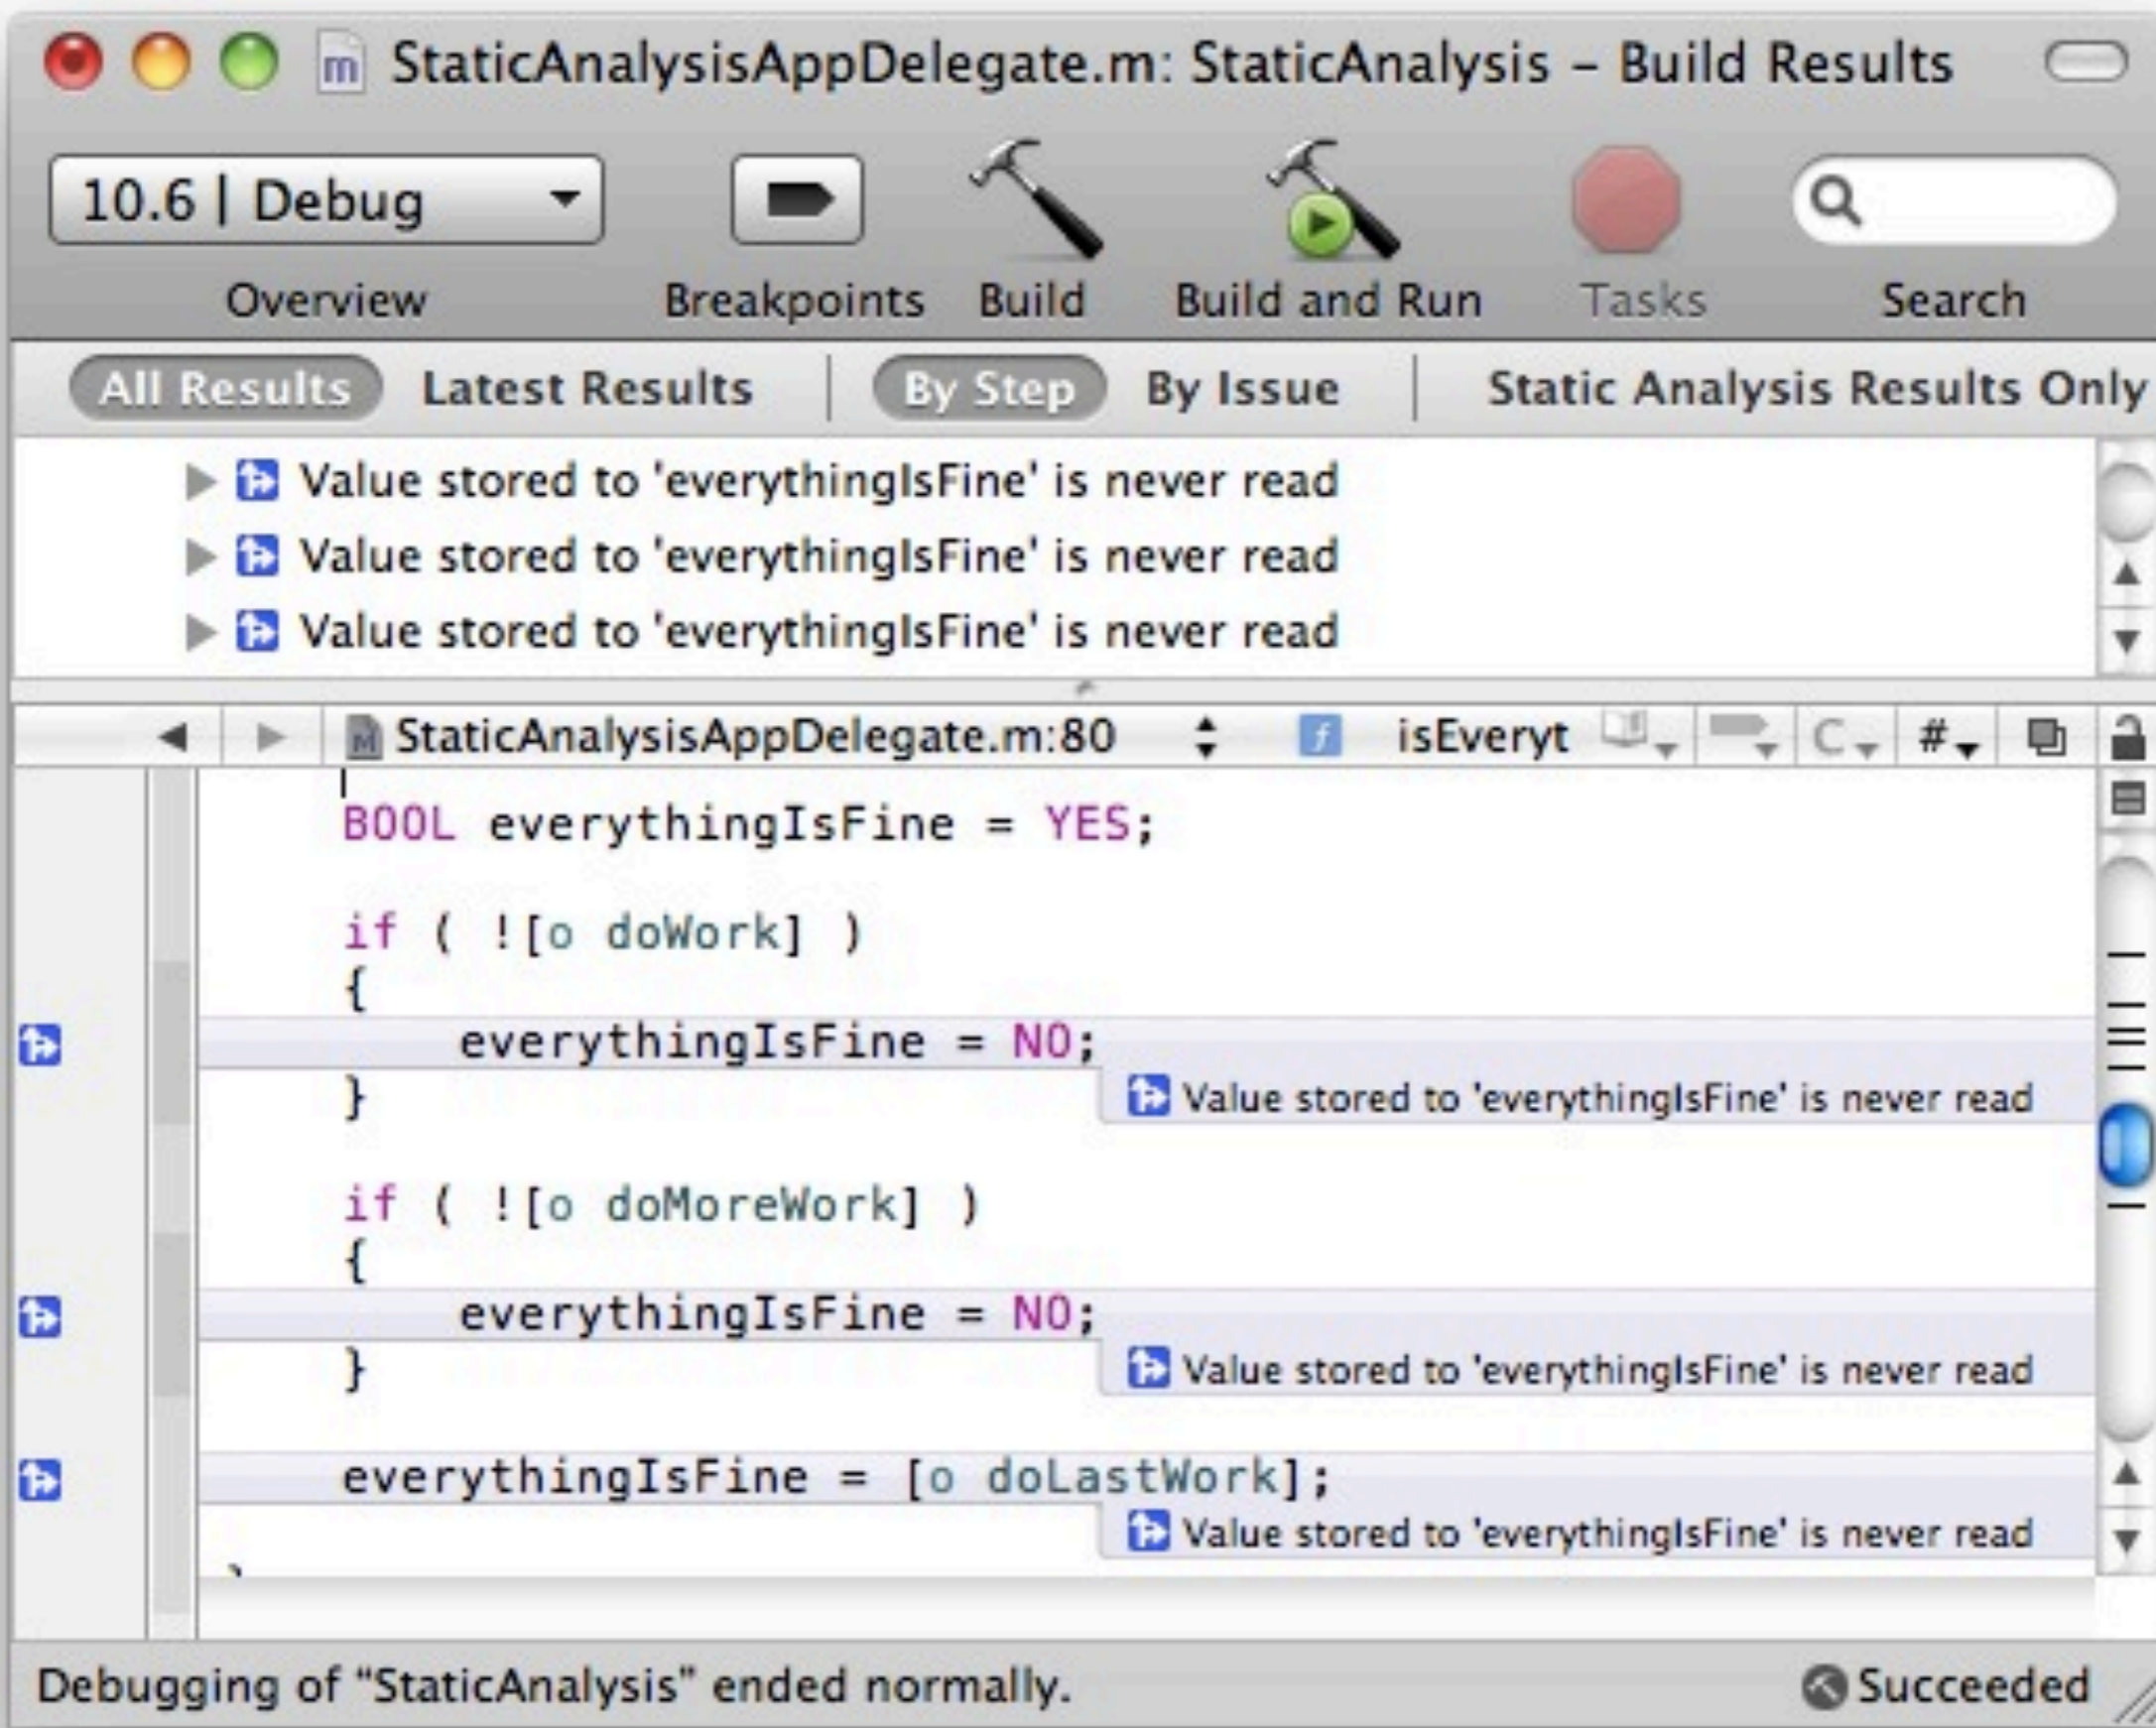 StaticAnalysisAppDelegate.m: StaticAnalysis – Build Results
10.6 | Debug
Overview Breakpoints Build Build and Run Tasks Search
All Results Latest Results By Step By Issue Static Analysis Results Only
Value stored to 'everythingIsFine' is never read
Value stored to 'everythingIsFine' is never read
Value stored to 'everythingIsFine' is never read
StaticAnalysisAppDelegate.m:80 isEveryt C #
BOOL everythingIsFine = YES;
if ( ![o doWork] )
{
everythingIsFine = NO;
} Value stored to 'everythingIsFine' is never read
if ( ![o doMoreWork] )
{
everythingIsFine = NO;
} Value stored to 'everythingIsFine' is never read
everythingIsFine = [o doLastWork];
Value stored to 'everythingIsFine' is never read
Debugging of “StaticAnalysis” ended normally. Succeeded